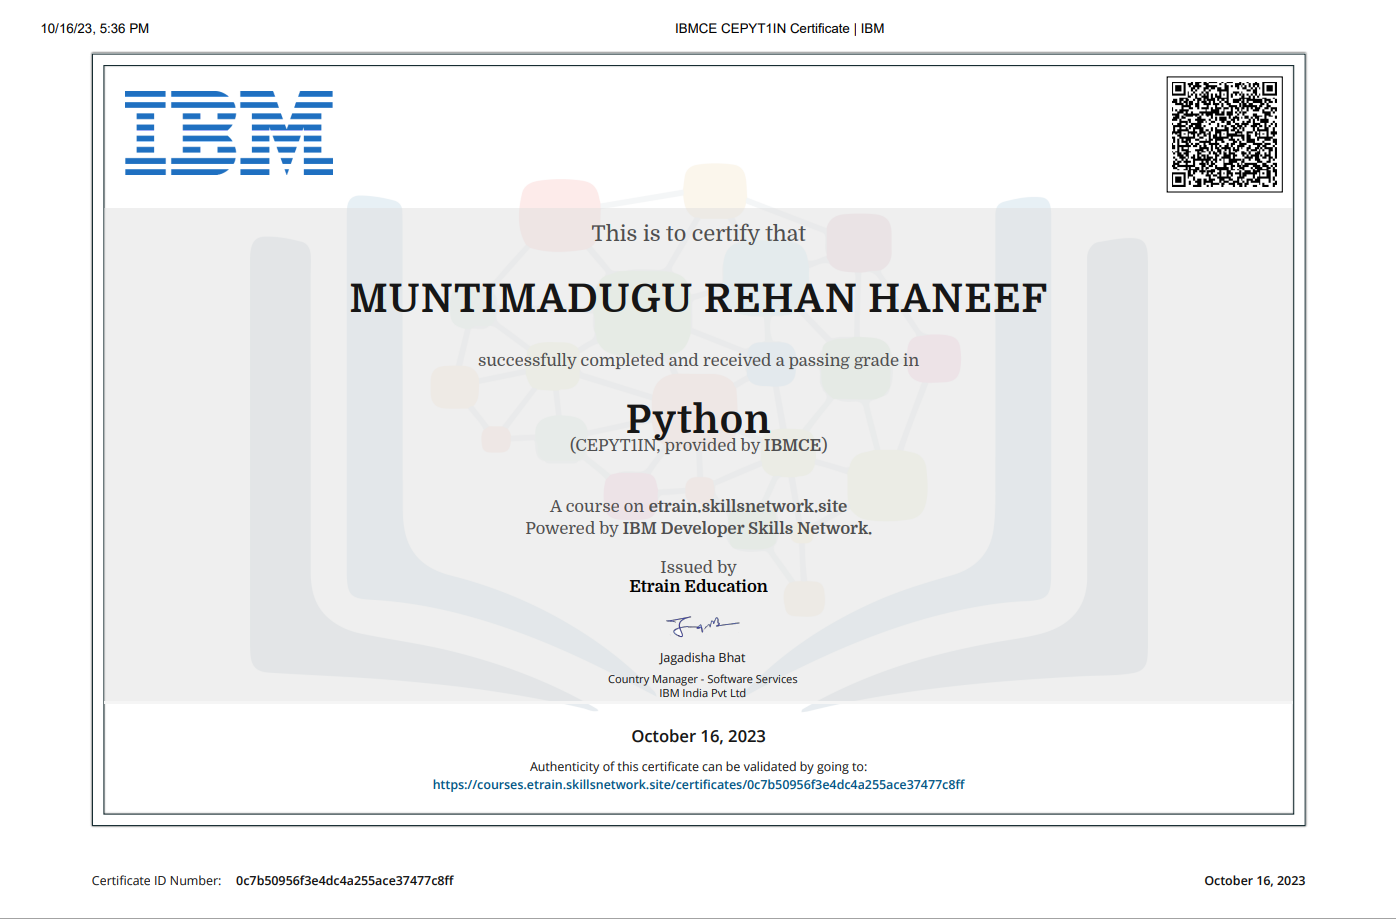 10/16/23, 5:36 PM
IBMCE CEPYT1IN Certificate | IBM
IBM
This is to certify that
MUNTIMADUGU REHAN HANEEF
successfully completed and received a passing grade in
Python
(CEPYT1IN, provided by IBMCE)
A course on etrain.skillsnetwork.site
Powered by IBM Developer Skills Network.
Issued by
Etrain Education
Jagadisha Bhat
Country Manager - Software Services
IBM India Pvt Ltd
October 16, 2023
Authenticity of this certificate can be validated by going to:
https://courses.etrain.skillsnetwork.site/certificates/0c7b50956f3e4dc4a255ace37477c8ff
Certificate ID Number: 0c7b50956f3e4dc4a255ace37477c8ff
October 16, 2023